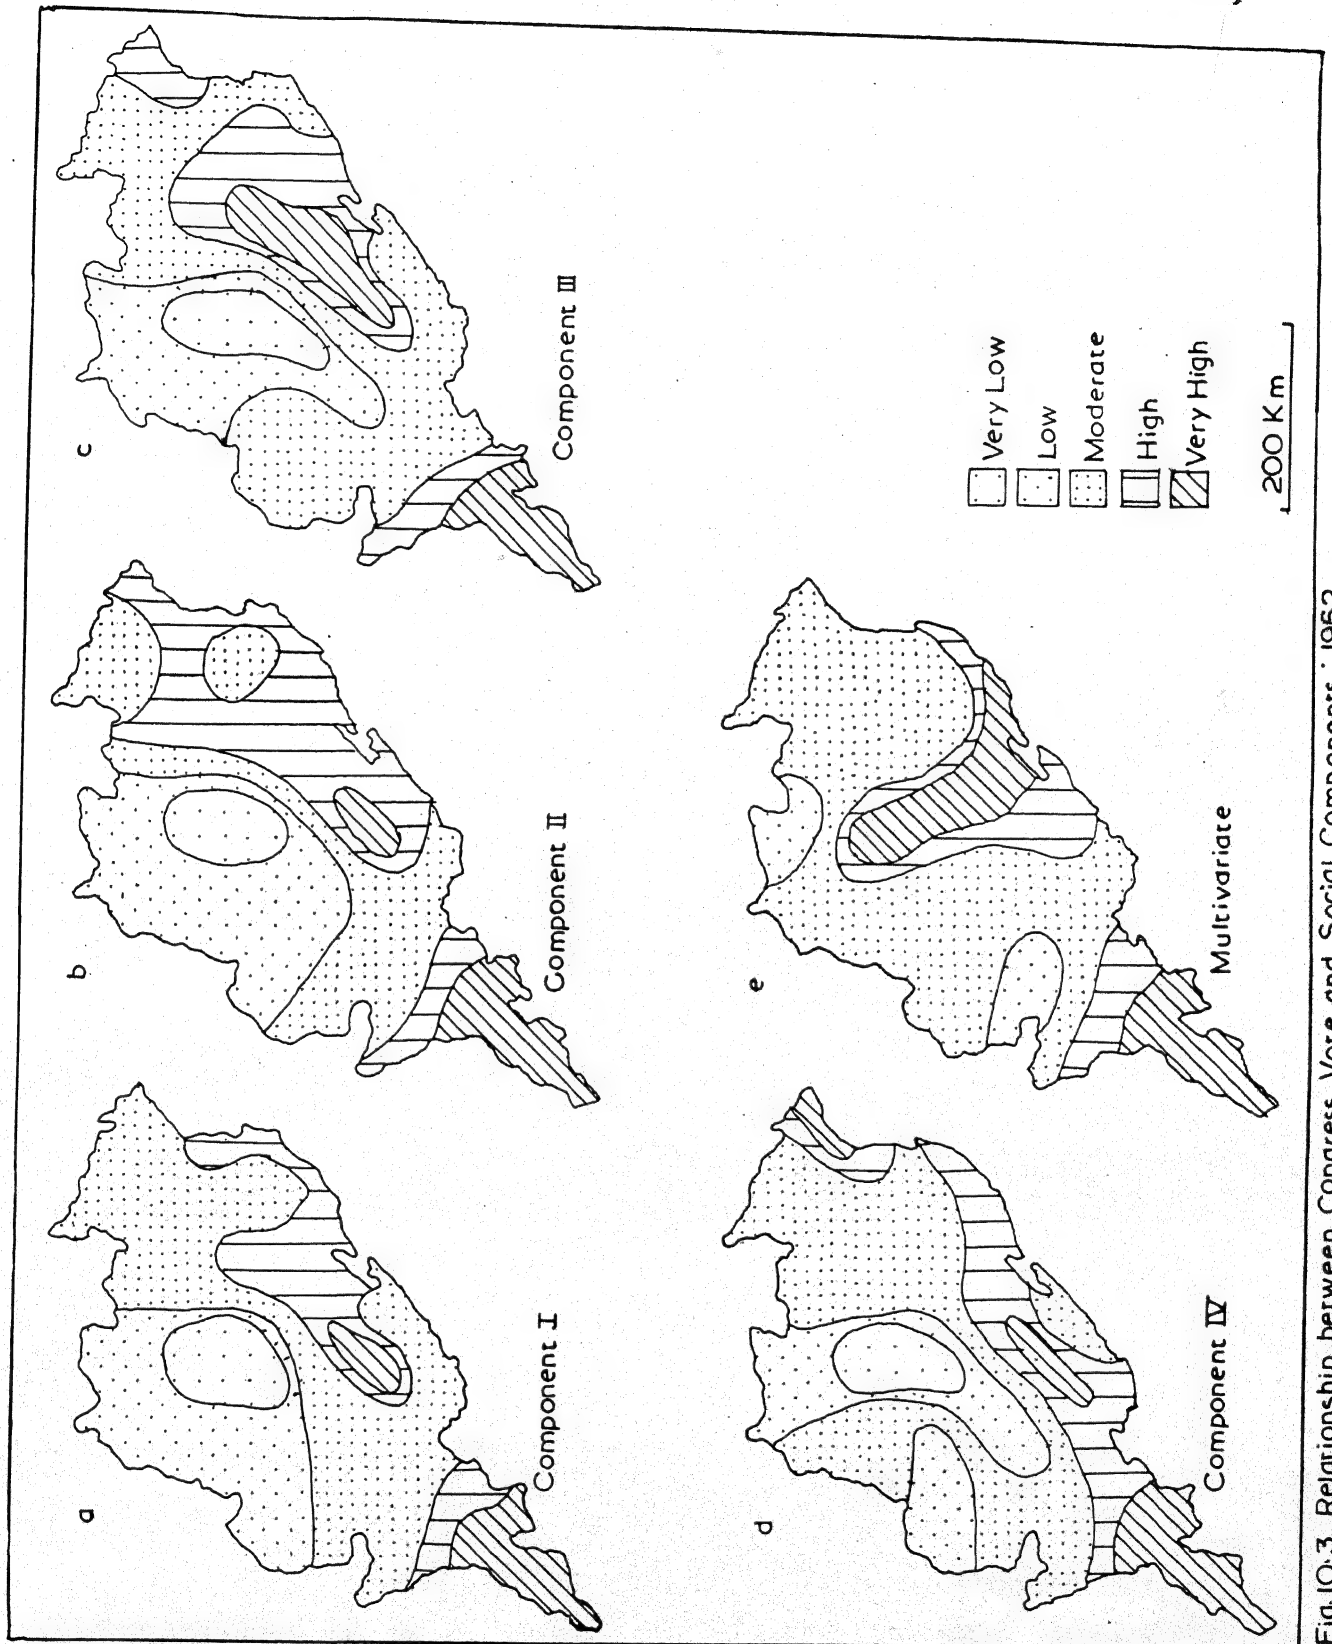 a
Component I
b
Component II
c
Component III
d
Component IV
e
Multivariate
Very Low
Low
Moderate
High
Very High
200 Km
Fig.10.3 Relationship between Congress Vote and Social Components : 1962